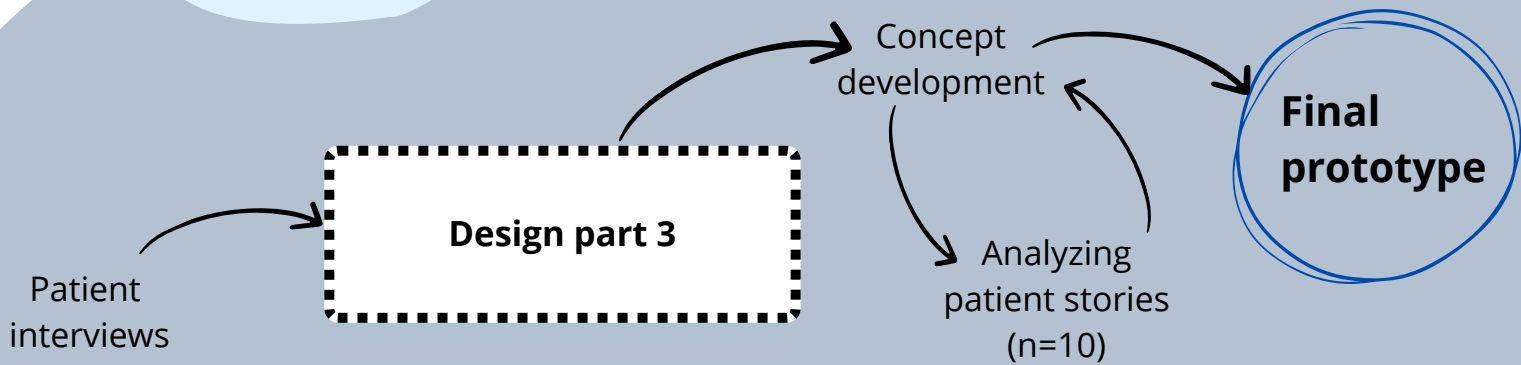 Patient
interviews
Design part 3
Concept
development
Analyzing
patient stories
(n=10)
Final
prototype